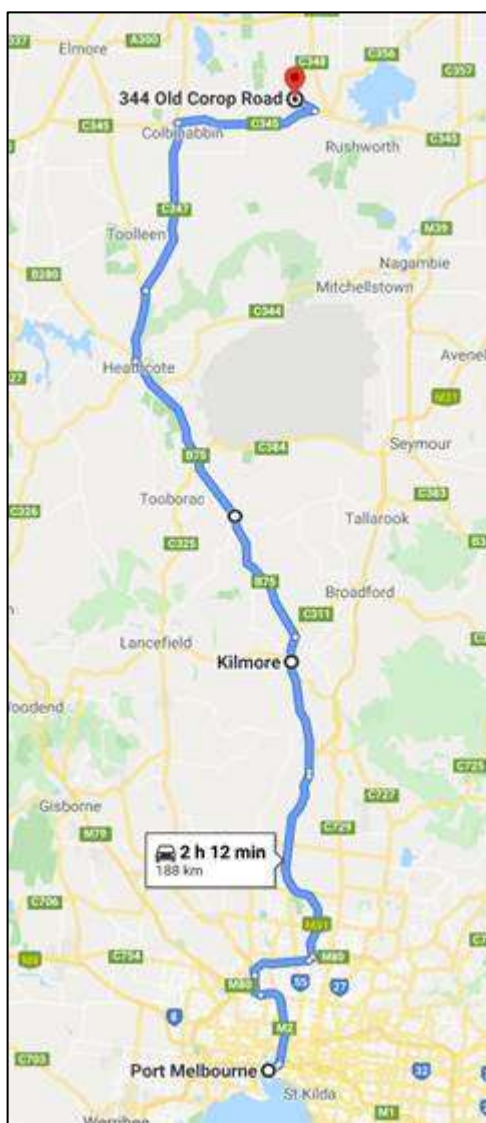 Elmore
A300
C348
C356
C357
344 Old Corop Road
C345
Colbinabbin
C345
C345
Rushworth
C347
M39
Toolleen
Nagambie
B280
Mitchellstown
C344
Heathcote
Avenel
M31
C384
Seymour
B75
C383
Tooborac
C326
Tallarook
C325
B75
Broadford
C311
Lancefield
Kilmore
Woodend
C725
C727
Gisborne
M79
C729
2 h 12 min
188 km
C706
M31
C754
M80
M80
55
27
8
M2
C703
Port Melbourne
32
St Kilda
M1
Werribee